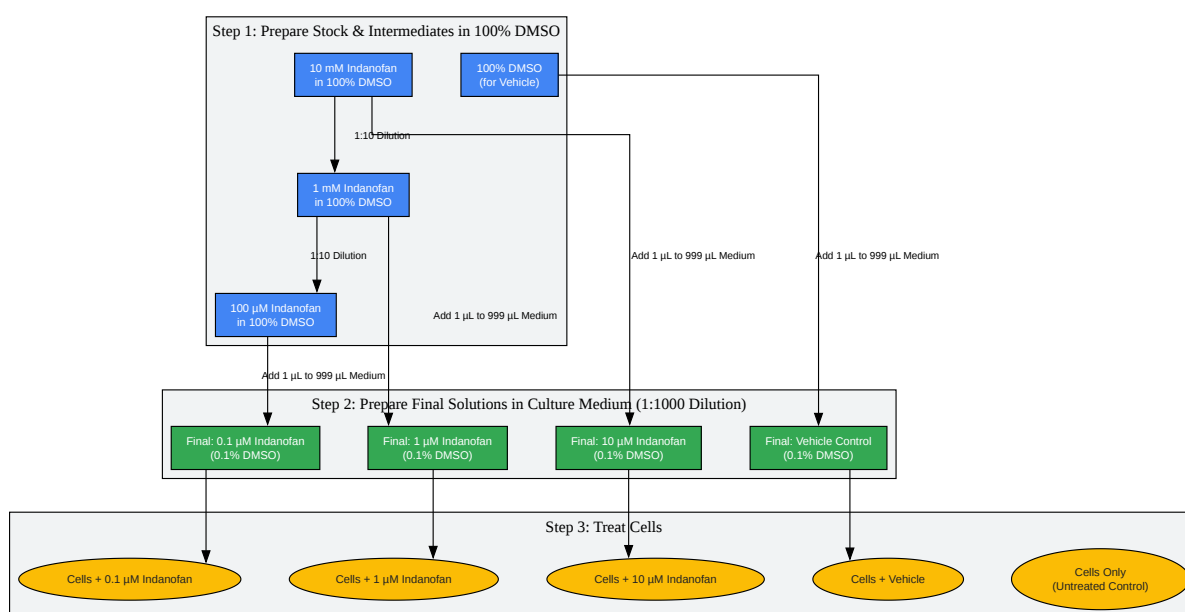 Step 1: Prepare Stock & Intermediates in 100% DMSO
10 mM Indanofan
in 100% DMSO
100% DMSO
(for Vehicle)
1:10 Dilution
1 mM Indanofan
in 100% DMSO
1:10 Dilution
Add 1 µL to 999 µL Medium
Add 1 µL to 999 µL Medium
100 µM Indanofan
in 100% DMSO
Add 1 µL to 999 µL Medium
Add 1 µL to 999 µL Medium
Step 2: Prepare Final Solutions in Culture Medium (1:1000 Dilution)
Final: 0.1 µM Indanofan
(0.1% DMSO)
Final: 1 µM Indanofan
(0.1% DMSO)
Final: 10 µM Indanofan
(0.1% DMSO)
Final: Vehicle Control
(0.1% DMSO)
Step 3: Treat Cells
Cells + 0.1 µM Indanofan
Cells + 1 µM Indanofan
Cells + 10 µM Indanofan
Cells + Vehicle
Cells Only
(Untreated Control)